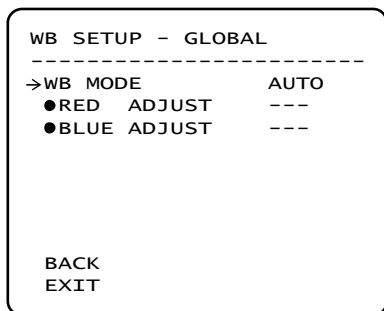 WB SETUP - GLOBAL
------------------------
→WB MODE AUTO
●RED ADJUST ---
●BLUE ADJUST ---
BACK
EXIT